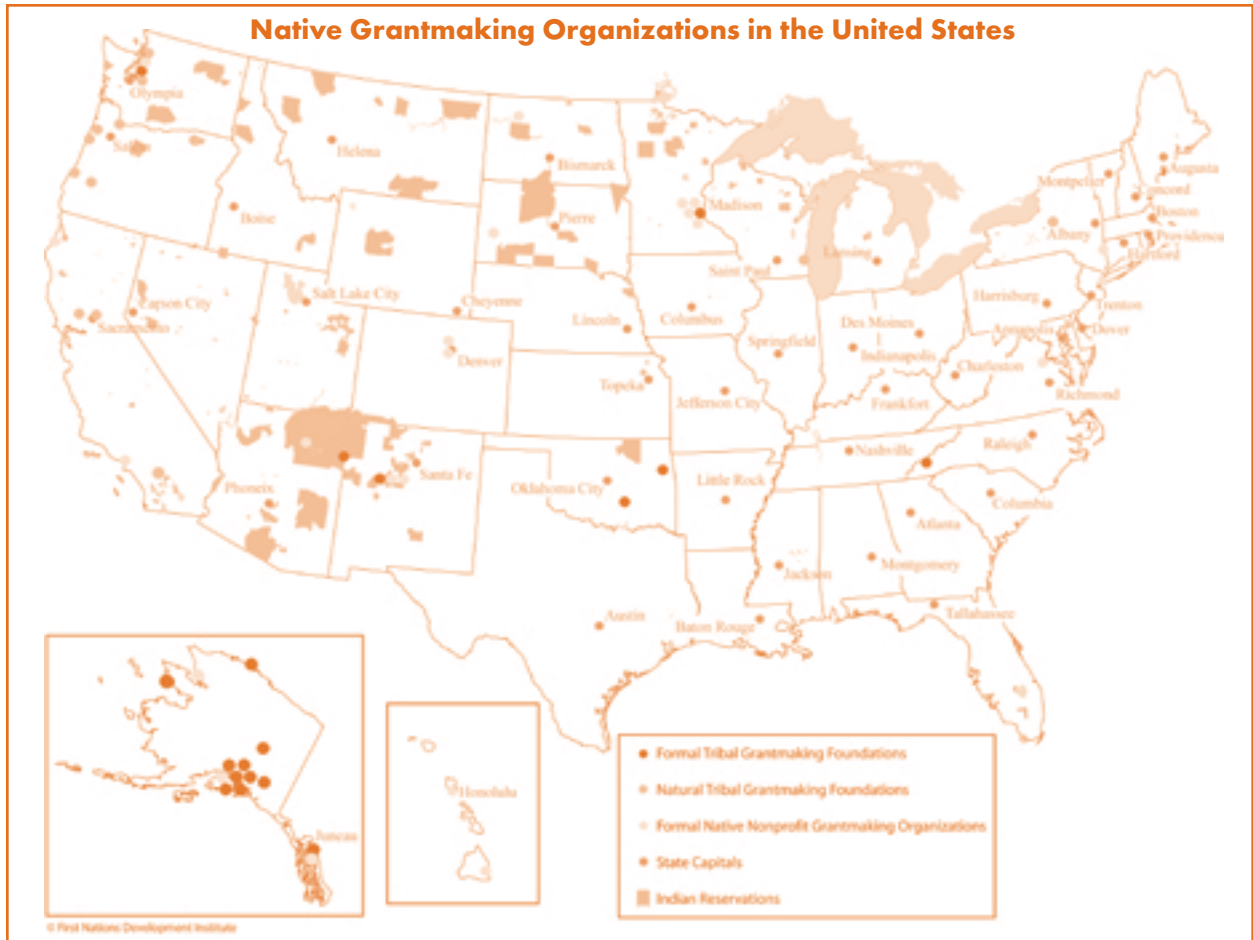 Native Grantmaking Organizations in the United States
Olympia
Salem
Helena
Bismarck
Boise
Pierre
Madison
Montpelier
Augusta
Concord
Boston
Albany
Providence
Hartford
Lansing
Saint Paul
Carson City
Sacramento
Salt Lake City
Cheyenne
Lincoln
Columbus
Des Moines
Harrisburg
Trenton
Annapolis
Dover
Denver
Springfield
Indianapolis
Charleston
Topeka
Jefferson City
Frankfort
Richmond
Nashville
Raleigh
Santa Fe
Phoneix
Oklahoma City
Little Rock
Columbia
Atlanta
Jackson
Montgomery
Austin
Baton Rouge
Tallahassee
Juneau
Honolulu
Formal Tribal Grantmaking Foundations
Natural Tribal Grantmaking Foundations
Formal Native Nonprofit Grantmaking Organizations
State Capitals
Indian Reservations
© First Nations Development Institute